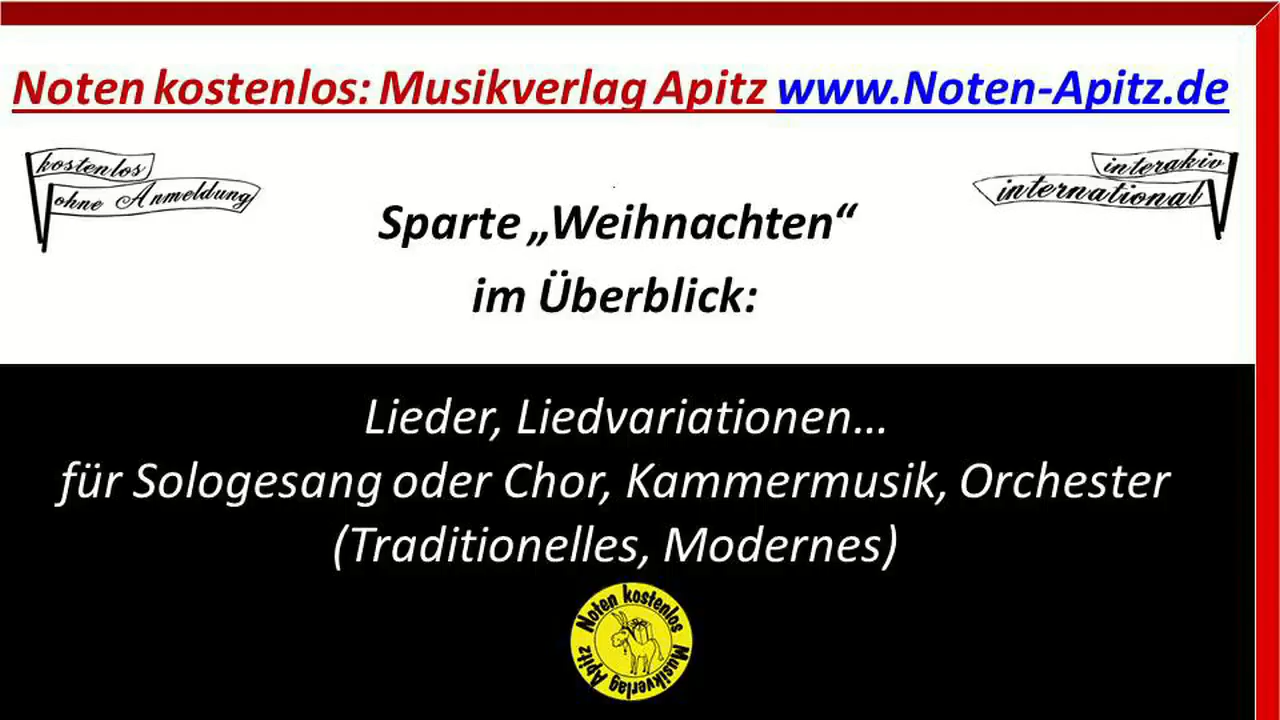 Noten kostenlos: Musikverlag Apitz www.Noten-Apitz.de
kostenlos
ohne Anmeldung
interakiv
international
Sparte „Weihnachten“
im Überblick:
Lieder, Liedvariationen…
für Sologesang oder Chor, Kammermusik, Orchester
(Traditionelles, Modernes)
Noten kostenlos
Musikverlag Apitz